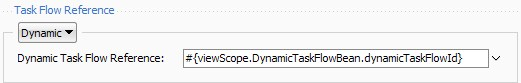 Task Flow Reference
Dynamic
Dynamic Task Flow Reference: #{viewScope.DynamicTaskFlowBean.dynamicTaskFlowId}